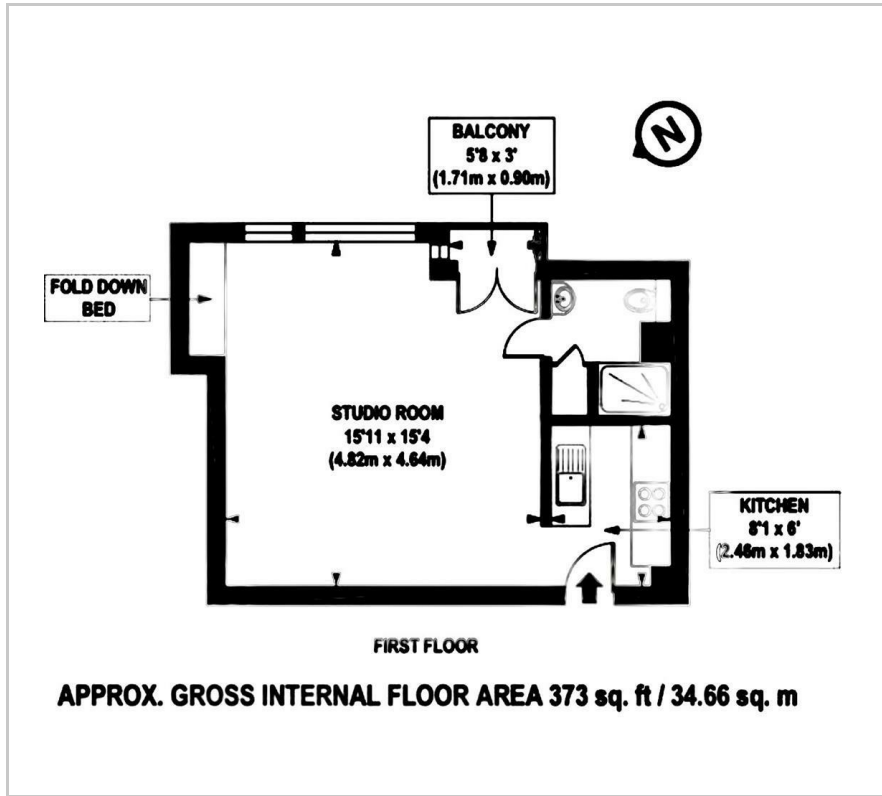 BALCONY
5'8 x 3'
(1.71m x 0.90m)
N
FOLD DOWN
BED
STUDIO ROOM
15'11 x 15'4
(4.82m x 4.64m)
KITCHEN
8'1 x 6'
(2.46m x 1.83m)
FIRST FLOOR
APPROX. GROSS INTERNAL FLOOR AREA 373 sq. ft / 34.66 sq. m